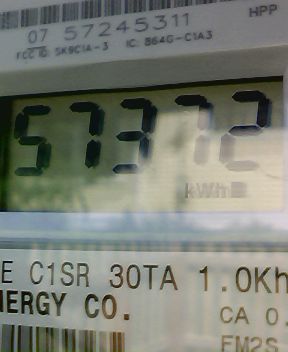 HPP
07 57245311
FCC ID: SK9C1A-3 IC: 864G-C1A3
57372
kWh
E C1SR 30TA 1.0Kh
NERGY CO.
CA 0.
FM2S